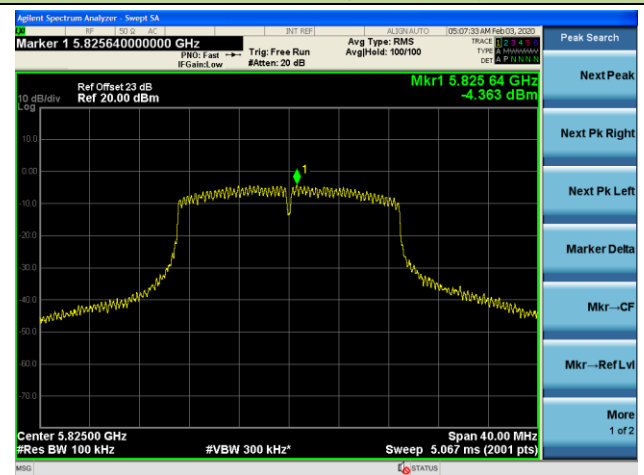 Agilent Spectrum Analyzer - Swept SA
RF 50 Ω AC INT REF ALIGN AUTO 05:07:33 AM Feb 03, 2020
Marker 1 5.825640000000 GHz
PNO: Fast
IFGain:Low
Trig: Free Run
#Atten: 20 dB
Avg Type: RMS
Avg|Hold: 100/100
TRACE 1 2 3 4 5 6
TYPE A
DET A P N N N N
Peak Search
Mkr1 5.825 64 GHz
-4.363 dBm
Ref Offset 23 dB
10 dB/div Ref 20.00 dBm
Log
1
10.0
0.00
-10.0
-20.0
-30.0
-40.0
-50.0
-60.0
-70.0
Next Peak
Next Pk Right
Next Pk Left
Marker Delta
Mkr→CF
Mkr→Ref Lvl
More
1 of 2
Center 5.82500 GHz Span 40.00 MHz
#Res BW 100 kHz #VBW 300 kHz* Sweep 5.067 ms (2001 pts)
MSG STATUS